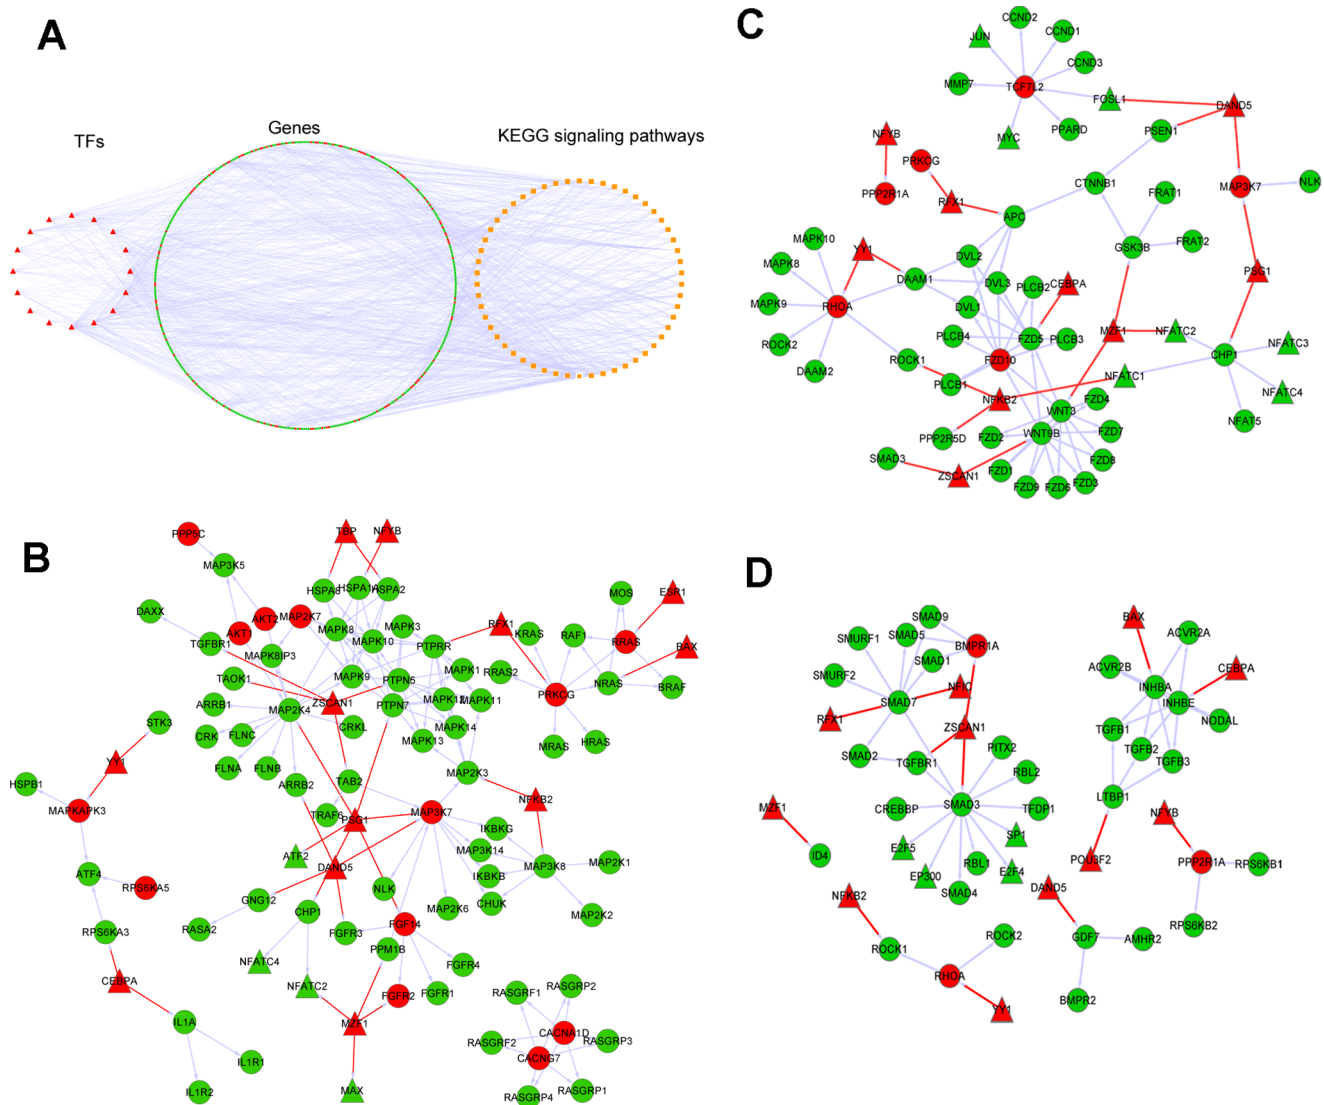 A
TFs
Genes
KEGG signaling pathways
C
CCND2
JUN
CCND1
CCND3
MMP7
TCF7L2
FOSL1
DAND5
MYC
PPARD
PSEN1
NFYB
PRKCG
PPP2R1A
RFX1
APC
CTNNB1
FRAT1
MAP3K7
NLK
MAPK10
YY1
DVL2
GSK3B
FRAT2
MAPK8
DAAM1
DVL3
PLCB2
CEBPA
PSG1
MAPK9
RHOA
DVL1
ROCK2
PLCB4
FZD5
PLCB3
MZF1
NFATC2
NFATC3
DAAM2
ROCK1
FZD10
CHP1
PLCB1
NFATC1
NFATC4
NFKB2
WNT3
FZD4
NFAT5
PPP2R5D
FZD2
WNT9B
FZD7
SMAD3
ZSCAN1
FZD1
FZD8
FZD9
FZD6
FZD3
B
PPP5C
TBP
NFYB
MAP3K5
HSPA8
HSPA1A
HSPA2
MOS
ESR1
DAXX
AKT1
AKT2
MAP2K7
MAPK8
MAPK3
RFX1
KRAS
RAF1
RRAS
BAX
TGFBR1
MAPK8IP3
MAPK10
PTPRR
TAOK1
MAPK9
PTPN5
MAPK1
RRAS2
NRAS
BRAF
ARRB1
MAP2K4
ZSCAN1
PTPN7
MAPK12
MAPK11
PRKCG
STK3
CRK
FLNC
CRKL
MAPK14
MAPK13
MRAS
HRAS
YY1
FLNA
FLNB
ARRB2
TAB2
MAP2K3
HSPB1
MAPKAPK3
TRAF6
PSG1
MAP3K7
NFKB2
IKBKG
ATF2
MAP3K14
DAND5
IKBKB
MAP3K8
MAP2K1
ATF4
RPS6KA5
NLK
CHUK
GNG12
CHP1
MAP2K6
MAP2K2
RASA2
FGFR3
FGF14
RPS6KA3
PPM1B
NFATC4
FGFR4
CEBPA
NFATC2
FGFR2
FGFR1
RASGRF1
RASGRP2
IL1A
MZF1
CACNA1D
RASGRF2
RASGRP3
CACNG7
IL1R1
IL1R2
MAX
RASGRP4
RASGRP1
D
SMAD9
SMURF1
SMAD5
BMPR1A
BAX
ACVR2A
SMURF2
SMAD1
ACVR2B
CEBPA
SMAD7
NFIC
INHBA
INHBE
RFX1
ZSCAN1
TGFB1
NODAL
SMAD2
TGFBR1
PITX2
TGFB2
RBL2
TGFB3
MZF1
CREBBP
SMAD3
TFDP1
LTBP1
NFYB
ID4
E2F5
SP1
EP300
RBL1
E2F4
POU3F2
PPP2R1A
RPS6KB1
NFKB2
SMAD4
DAND5
ROCK1
ROCK2
GDF7
AMHR2
RPS6KB2
RHOA
YY1
BMPR2